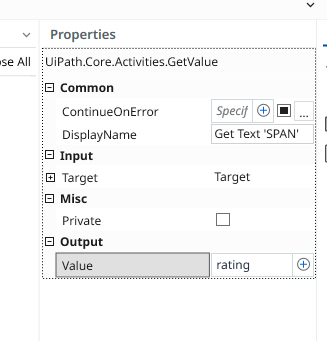 Properties
ose All
UiPath.Core.Activities.GetValue
Common
ContinueOnError Specif ...
DisplayName Get Text 'SPAN'
Input
Target Target
Misc
Private
Output
Value rating